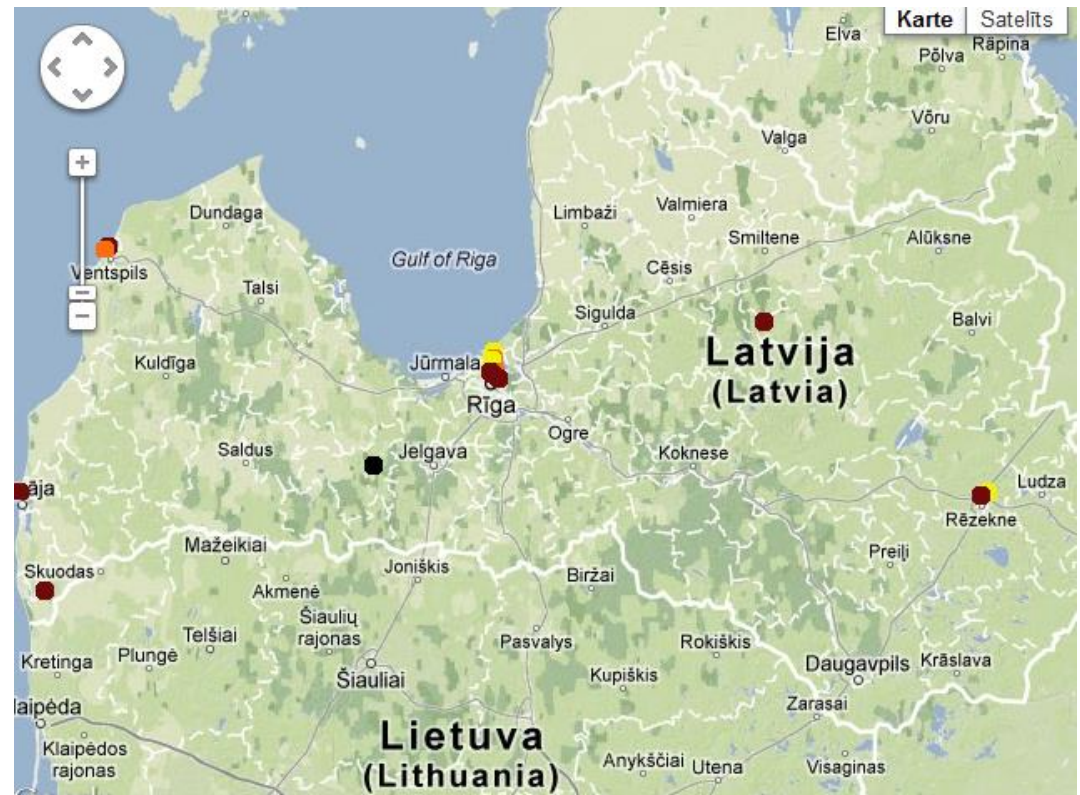 Karte
Satelīts
Elva
Räpina
Põlva
Võru
Valga
Dundaga
Limbaži
Valmiera
Smiltene
Alūksne
Gulf of Riga
Cēsis
Ventspils
Talsi
Sigulda
Balvi
Kuldīga
Jūrmala
Latvija
(Latvia)
Rīga
Ogre
Saldus
Jelgava
Koknese
Ludza
āja
Rēzekne
Mažeikiai
Preiļi
Skuodas
Joniškis
Biržai
Akmenė
Šiaulių
rajonas
Telšiai
Pasvalys
Rokiškis
Plungė
Kretinga
Daugavpils
Krāslava
Šiauliai
Kupiškis
laipėda
Zarasai
Lietuva
(Lithuania)
Klaipėdos
rajonas
Anykščiai
Utena
Visaginas